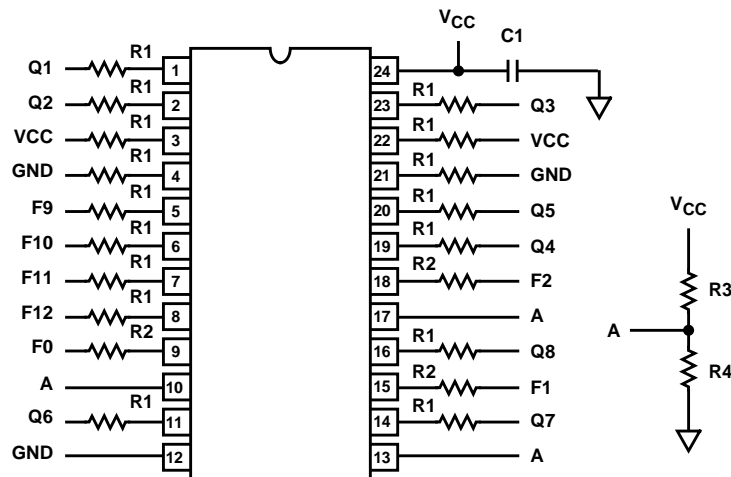 VCC C1
Q1 R1 1 24
Q2 R1 2 23 R1 Q3
VCC R1 3 22 R1 VCC
GND R1 4 21 R1 GND
F9 R1 5 20 R1 Q5
F10 R1 6 19 R1 Q4
F11 R1 7 18 R2 F2
F12 R1 8 17 A
F0 R2 9 16 R1 Q8
A 10 15 R2 F1
Q6 R1 11 14 R1 Q7
GND 12 13 A
VCC
R3
A
R4